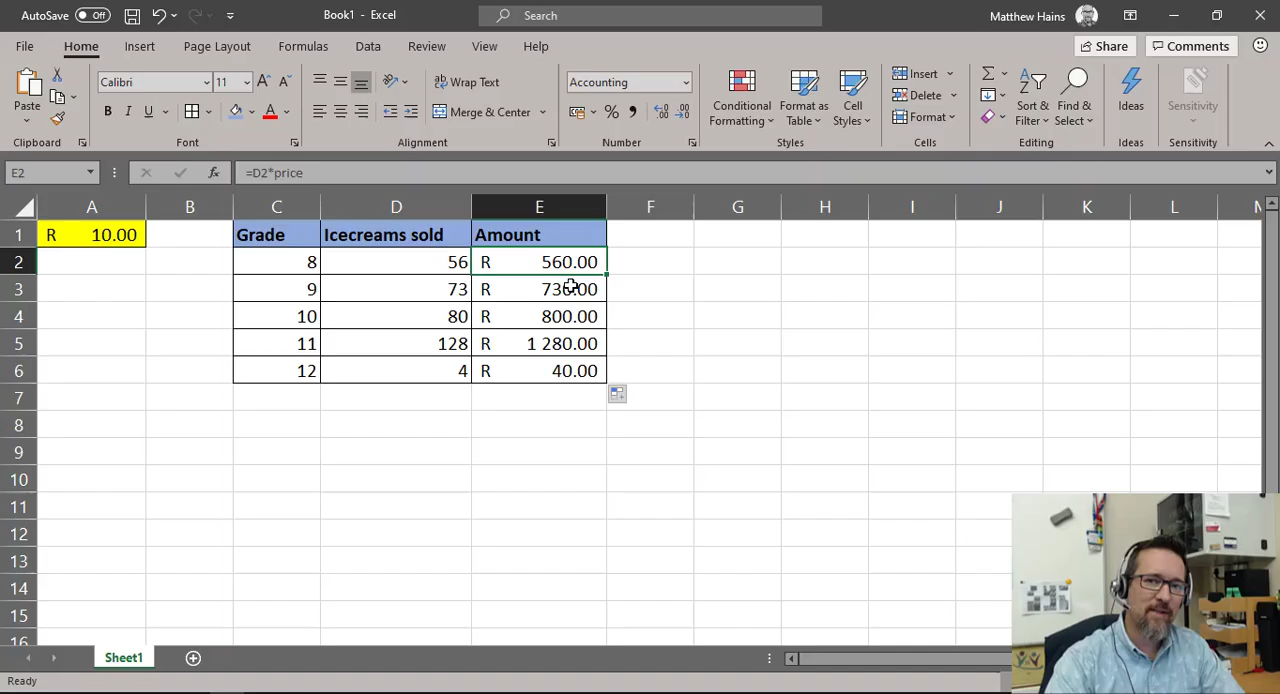 AutoSave Off Book1 - Excel Search Matthew Hains
File Home Insert Page Layout Formulas Data Review View Help Share Comments
Calibri 11 Wrap Text Accounting Insert
Paste B I U Merge & Center % Conditional Formatting Format as Table Cell Styles Delete Sort & Filter Find & Select Ideas Sensitivity
Format
Clipboard Font Alignment Number Styles Cells Editing Ideas Sensitivity
E2 fx =D2*price
A B C D E F G H I J K L M
1 R 10.00 Grade Icecreams sold Amount
2 8 56 R 560.00
3 9 73 R 730.00
4 10 80 R 800.00
5 11 128 R 1 280.00
6 12 4 R 40.00
7
8
9
10
11
12
13
14
15
16
Sheet1
Ready